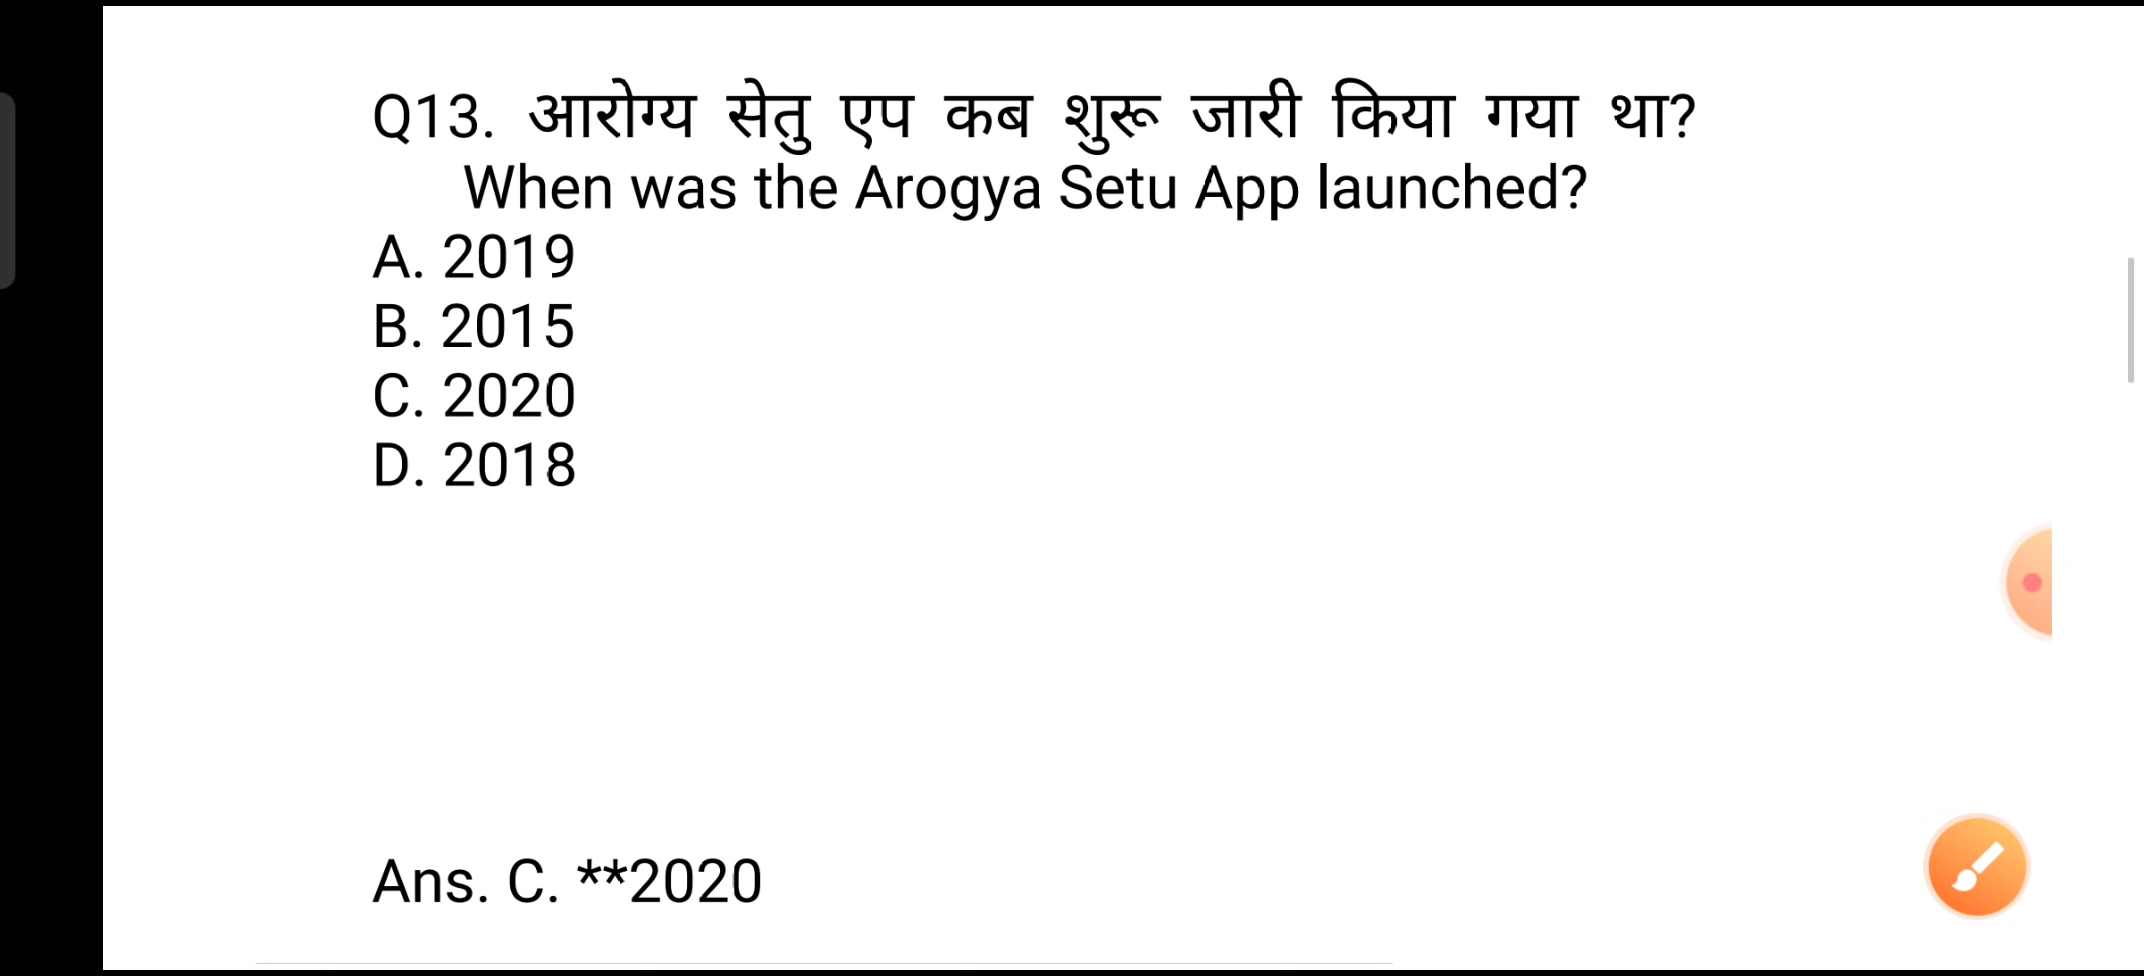 Q13. आरोग्य सेतु एप कब शुरू जारी किया गया था?
When was the Arogya Setu App launched?
A. 2019
B. 2015
C. 2020
D. 2018
Ans. C. **2020